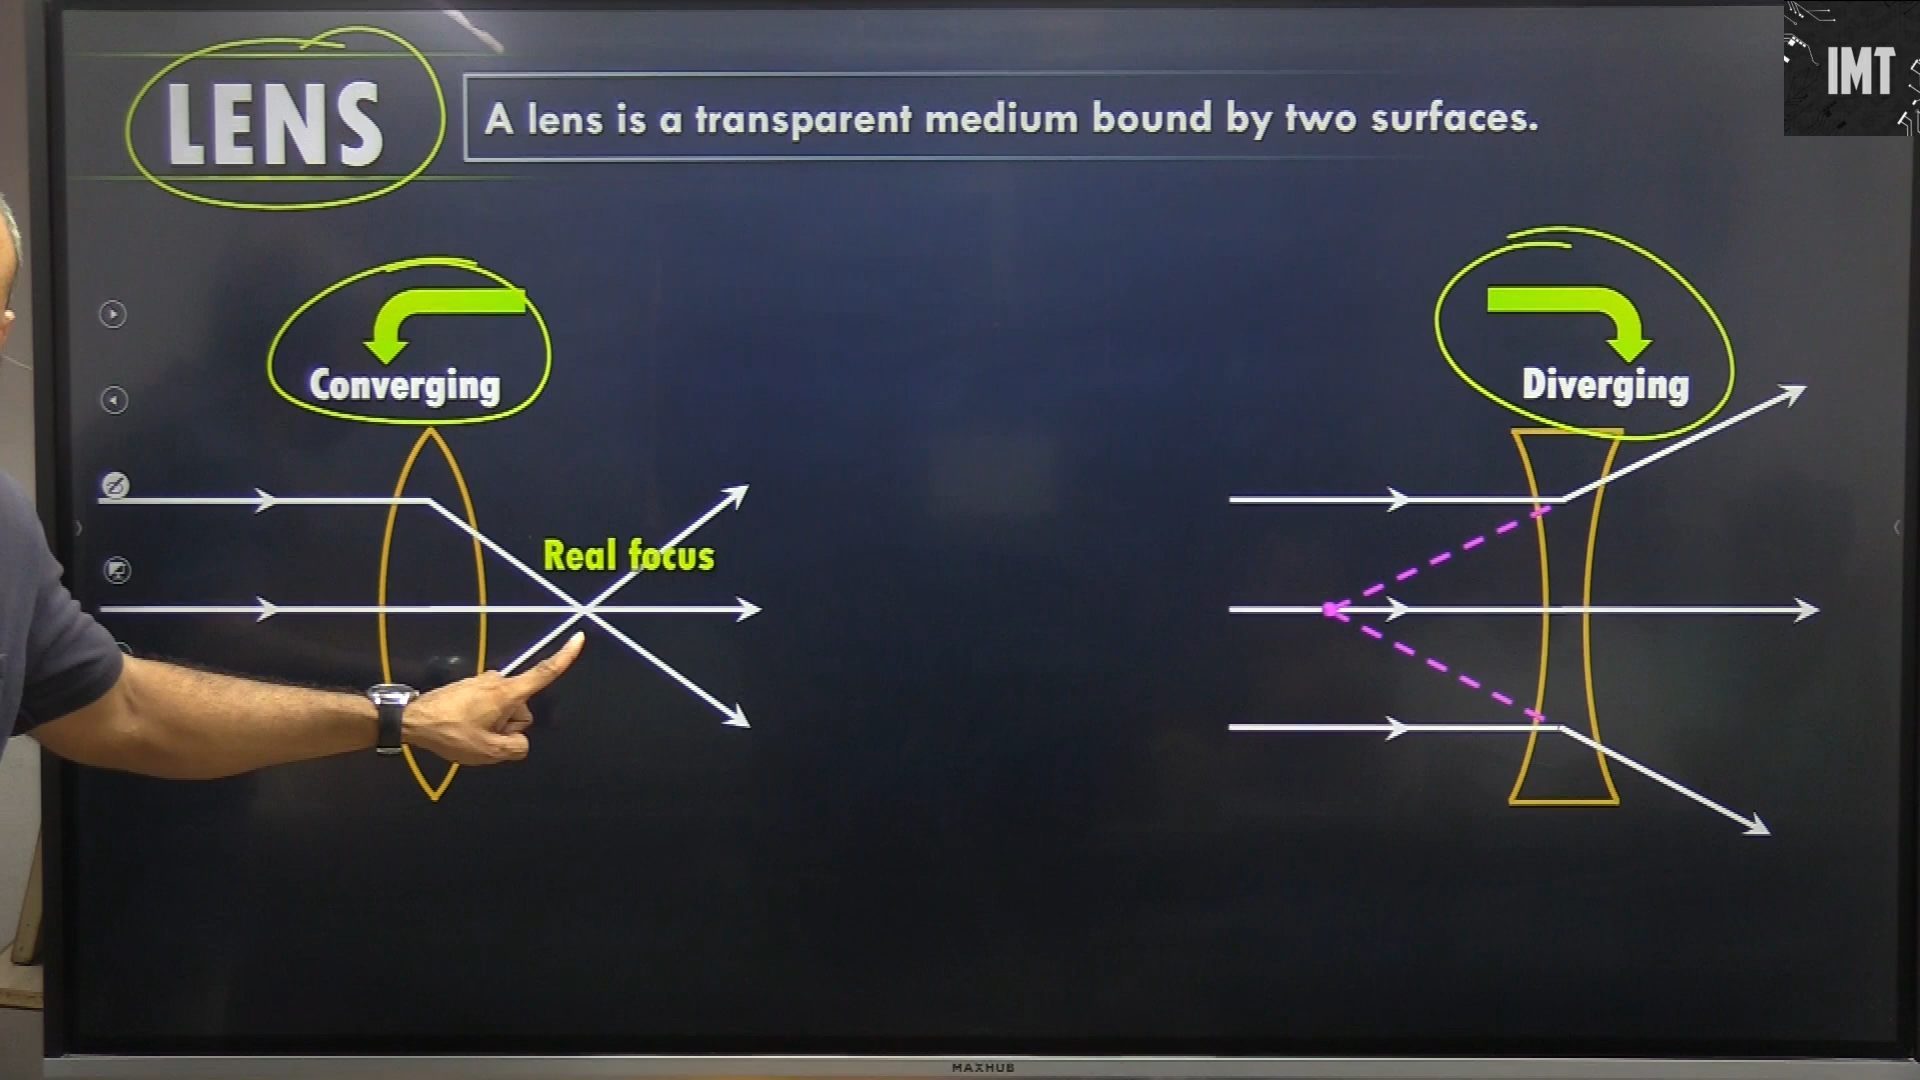 LENS
A lens is a transparent medium bound by two surfaces.
IMT
Converging
Diverging
Real focus
MAXHUB